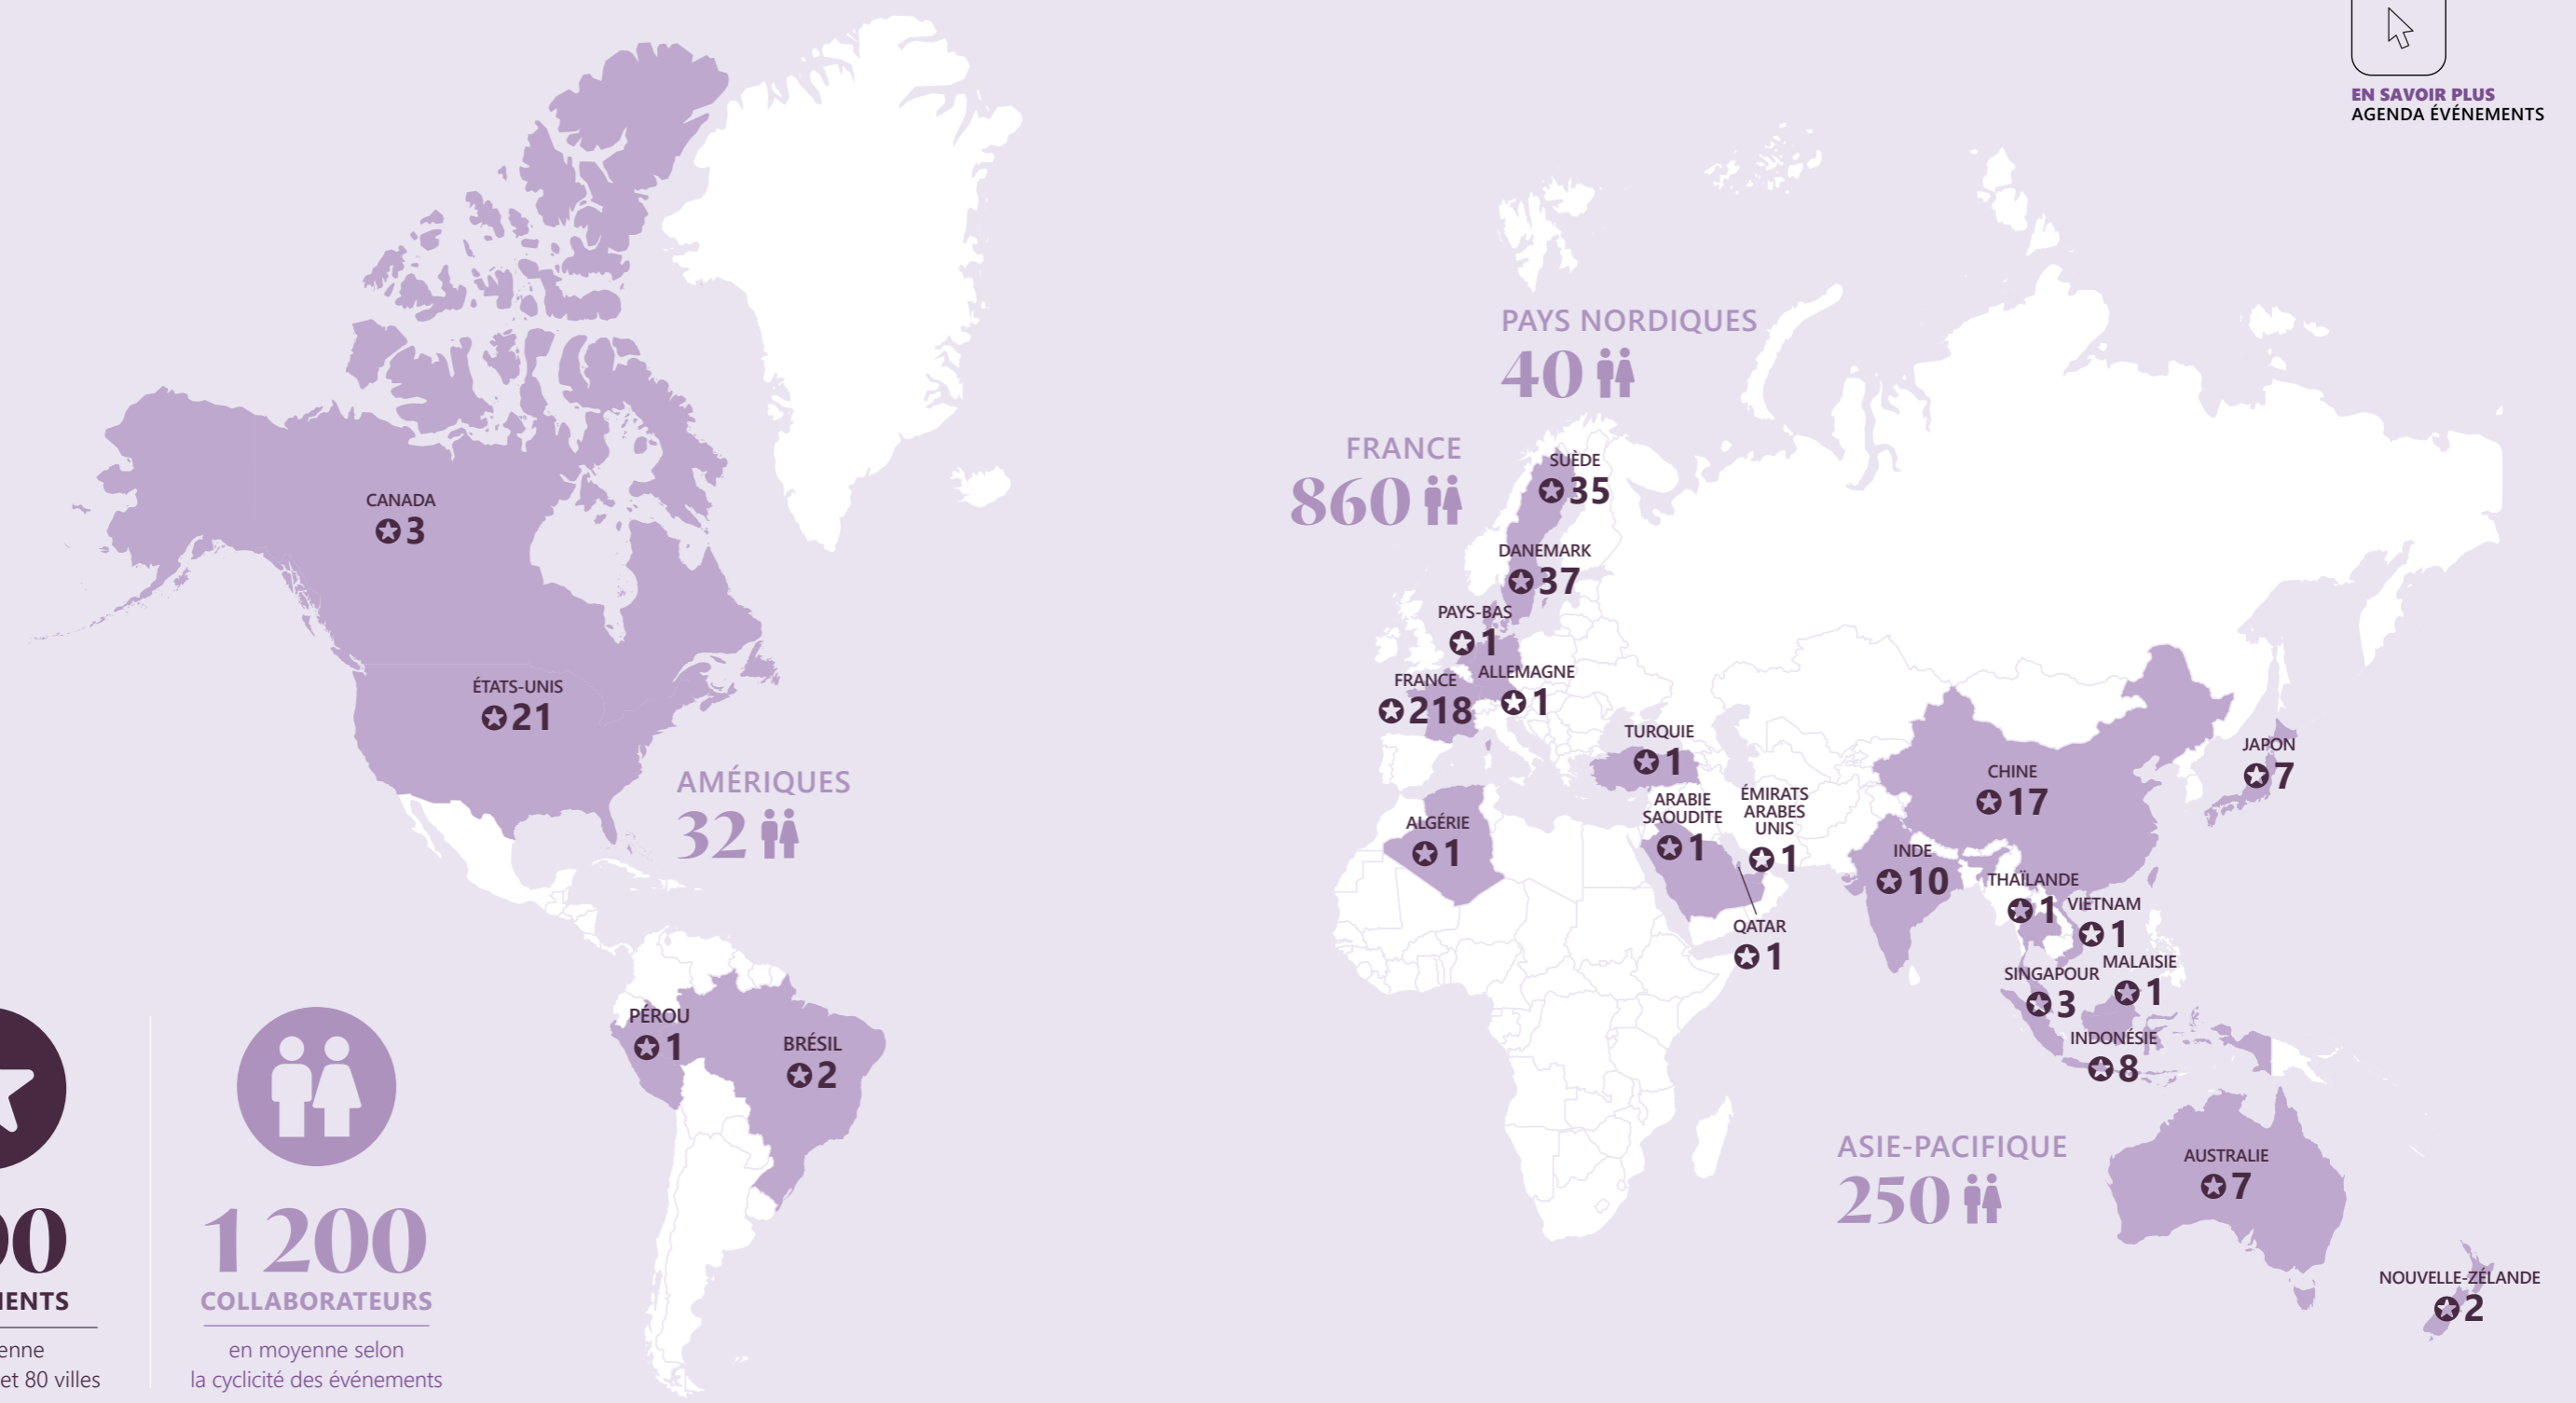 EN SAVOIR PLUS
AGENDA ÉVÉNEMENTS
PAYS NORDIQUES
40
FRANCE
860
SUÈDE
35
CANADA
3
DANEMARK
37
PAYS-BAS
1
ALLEMAGNE
1
FRANCE
218
ÉTATS-UNIS
21
TURQUIE
1
JAPON
7
CHINE
17
AMÉRIQUES
32
ARABIE
SAOUDITE
1
ÉMIRATS
ARABES
UNIS
1
ALGÉRIE
1
INDE
10
THAÏLANDE
1
VIETNAM
1
QATAR
1
MALAISIE
1
SINGAPOUR
3
PÉROU
1
BRÉSIL
2
INDONÉSIE
8
ASIE-PACIFIQUE
250
AUSTRALIE
7
NOUVELLE-ZÉLANDE
2
1 200
COLLABORATEURS
en moyenne selon
la cyclicité des événements
et 80 villes